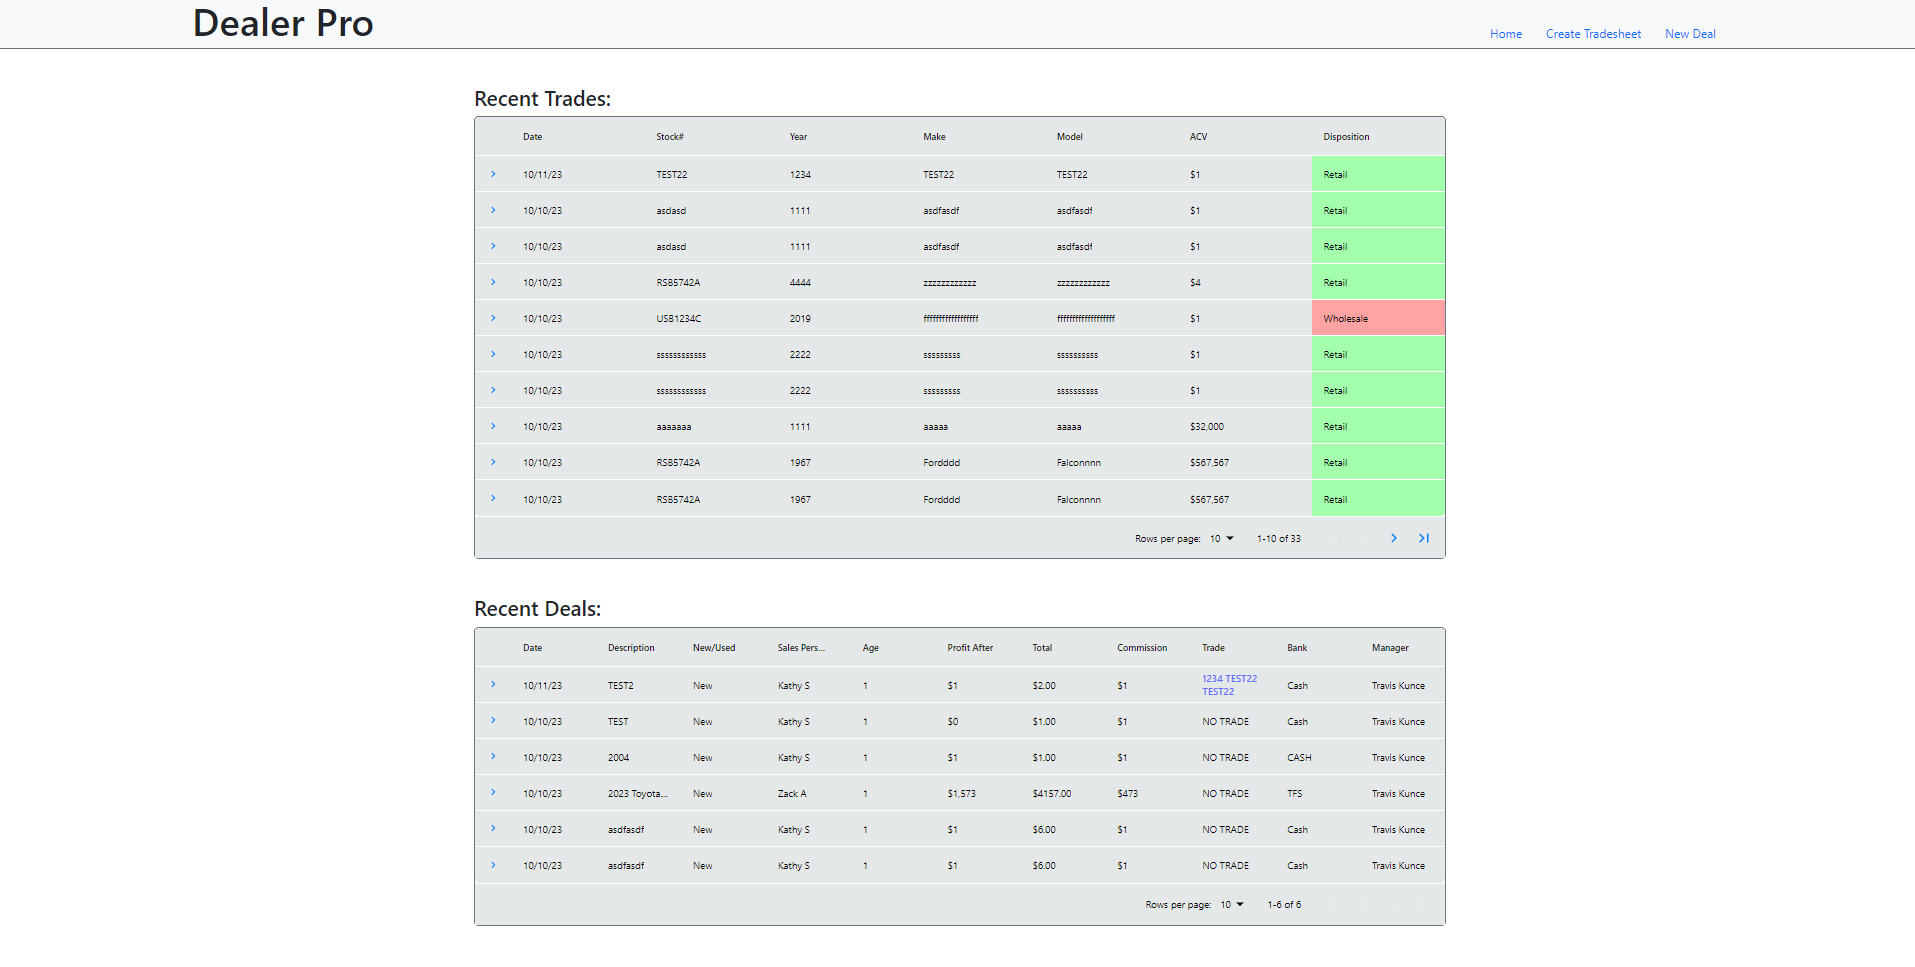 Dealer Pro
Home Create Tradesheet New Deal
Recent Trades:
Date Stock# Year Make Model ACV Disposition
10/11/23 TEST22 1234 TEST22 TEST22 $1 Retail
10/10/23 asdasd 1111 asdfasdf asdfasdf $1 Retail
10/10/23 asdasd 1111 asdfasdf asdfasdf $1 Retail
10/10/23 RSB5742A 4444 zzzzzzzzzzzz zzzzzzzzzzzz $4 Retail
10/10/23 USB1234C 2019 $1 Wholesale
10/10/23 ssssssssssss 2222 sssssssss ssssssssss $1 Retail
10/10/23 ssssssssssss 2222 sssssssss ssssssssss $1 Retail
10/10/23 aaaaaaa 1111 aaaaa aaaaa $32,000 Retail
10/10/23 RSB5742A 1967 Fordddd Falconnnn $567,567 Retail
10/10/23 RSB5742A 1967 Fordddd Falconnnn $567,567 Retail
Rows per page: 10 1-10 of 33
Recent Deals:
Date Description New/Used Sales Pers... Age Profit After Total Commission Trade Bank Manager
10/11/23 TEST2 New Kathy S 1 $1 $2.00 $1 1234 TEST22 TEST22 Cash Travis Kunce
10/10/23 TEST New Kathy S 1 $0 $1.00 $1 NO TRADE Cash Travis Kunce
10/10/23 2004 New Kathy S 1 $1 $1.00 $1 NO TRADE CASH Travis Kunce
10/10/23 2023 Toyota... New Zack A 1 $1,573 $4157.00 $473 NO TRADE TFS Travis Kunce
10/10/23 asdfasdf New Kathy S 1 $1 $6.00 $1 NO TRADE Cash Travis Kunce
10/10/23 asdfasdf New Kathy S 1 $1 $6.00 $1 NO TRADE Cash Travis Kunce
Rows per page: 10 1-6 of 6